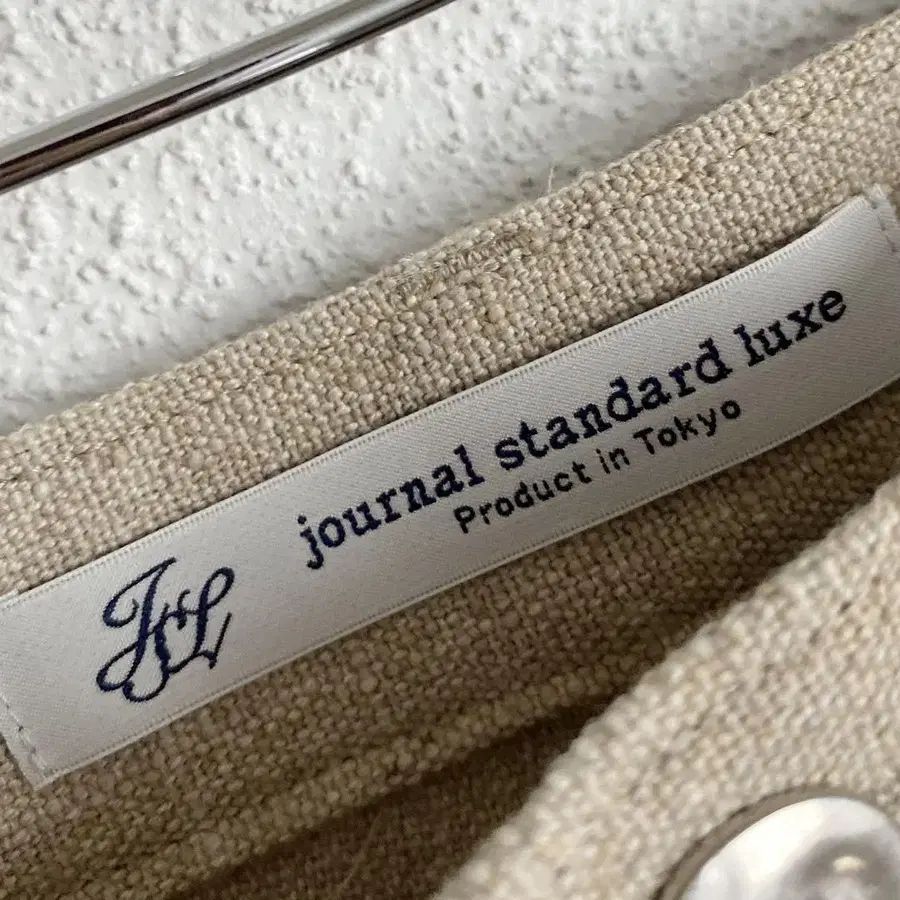 JSL
journal standard luxe
Product in Tokyo